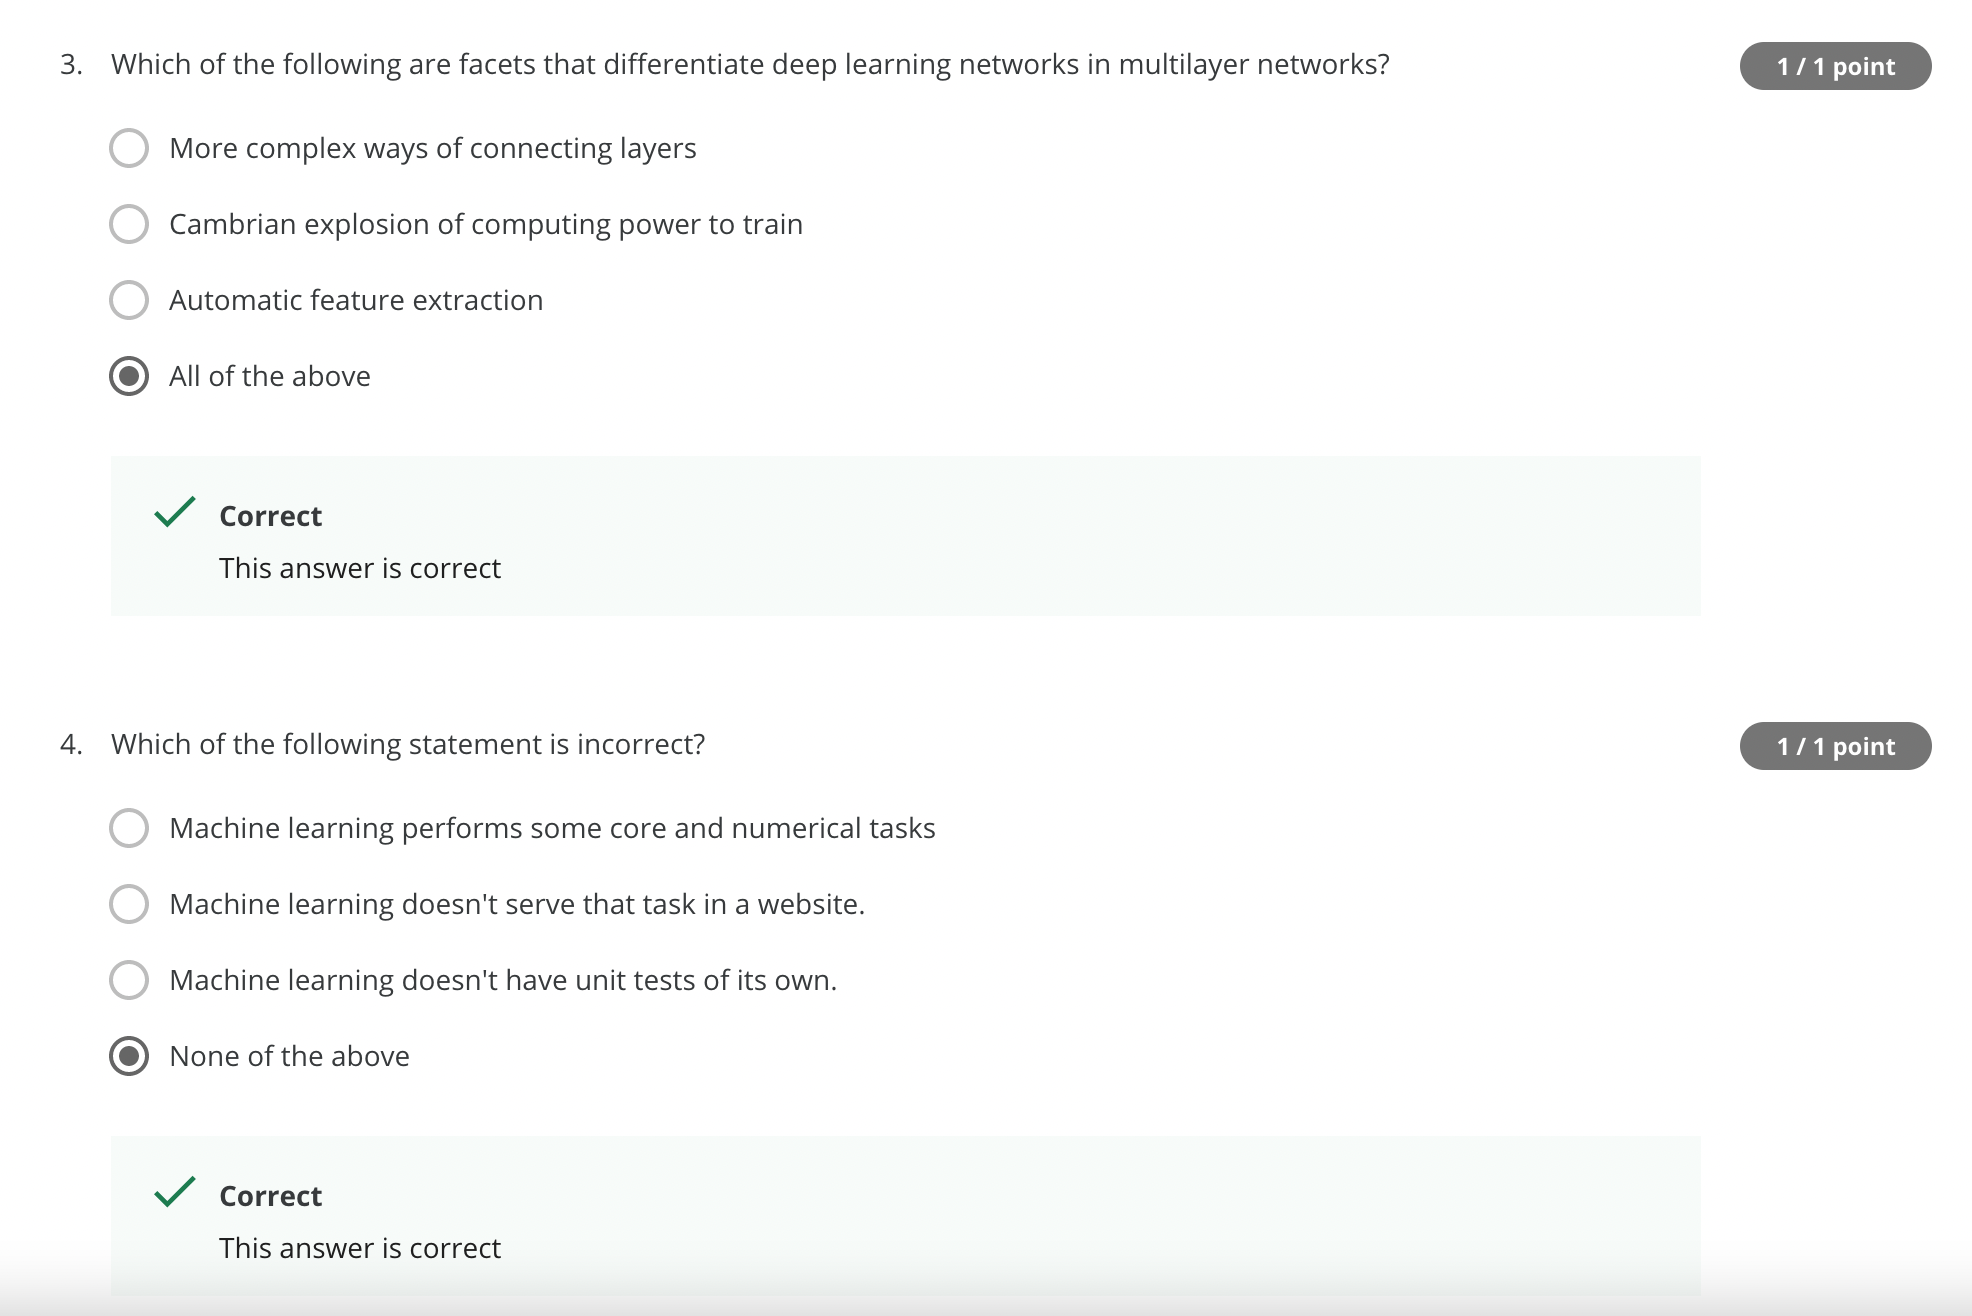 3. Which of the following are facets that differentiate deep learning networks in multilayer networks?
1 / 1 point
More complex ways of connecting layers
Cambrian explosion of computing power to train
Automatic feature extraction
All of the above
Correct
This answer is correct
4. Which of the following statement is incorrect?
1 / 1 point
Machine learning performs some core and numerical tasks
Machine learning doesn't serve that task in a website.
Machine learning doesn't have unit tests of its own.
None of the above
Correct
This answer is correct